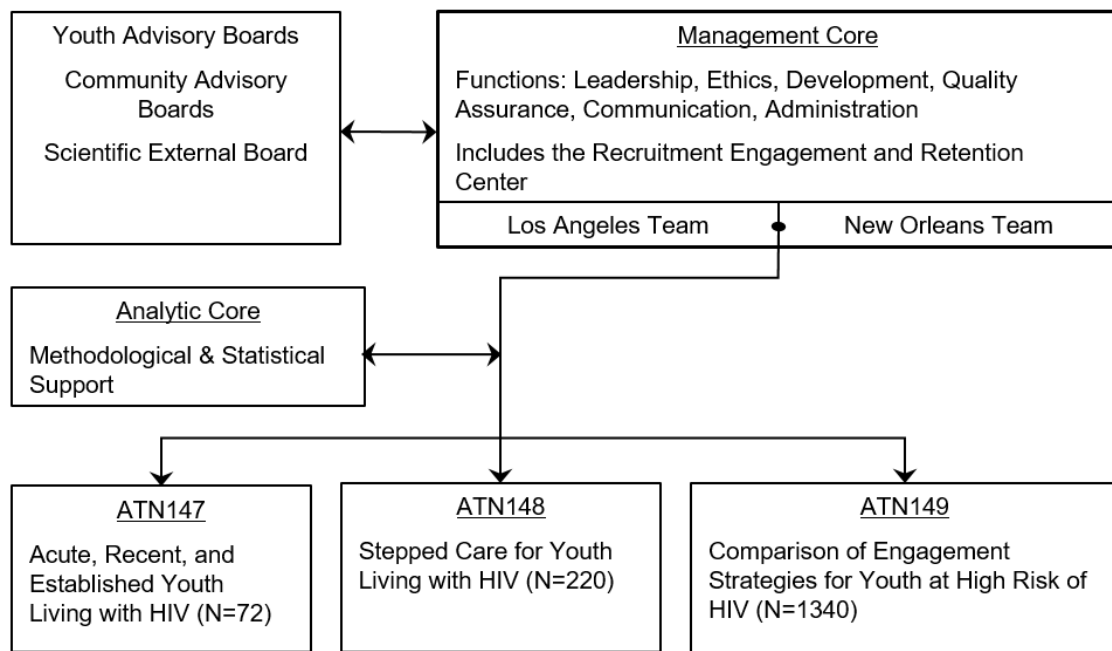 Youth Advisory Boards
Community Advisory
Boards
Scientific External Board
Management Core
Functions: Leadership, Ethics, Development, Quality
Assurance, Communication, Administration
Includes the Recruitment Engagement and Retention
Center
Los Angeles Team
New Orleans Team
Analytic Core
Methodological & Statistical
Support
ATN147
Acute, Recent, and
Established Youth
Living with HIV (N=72)
ATN148
Stepped Care for Youth
Living with HIV (N=220)
ATN149
Comparison of Engagement
Strategies for Youth at High Risk of
HIV (N=1340)